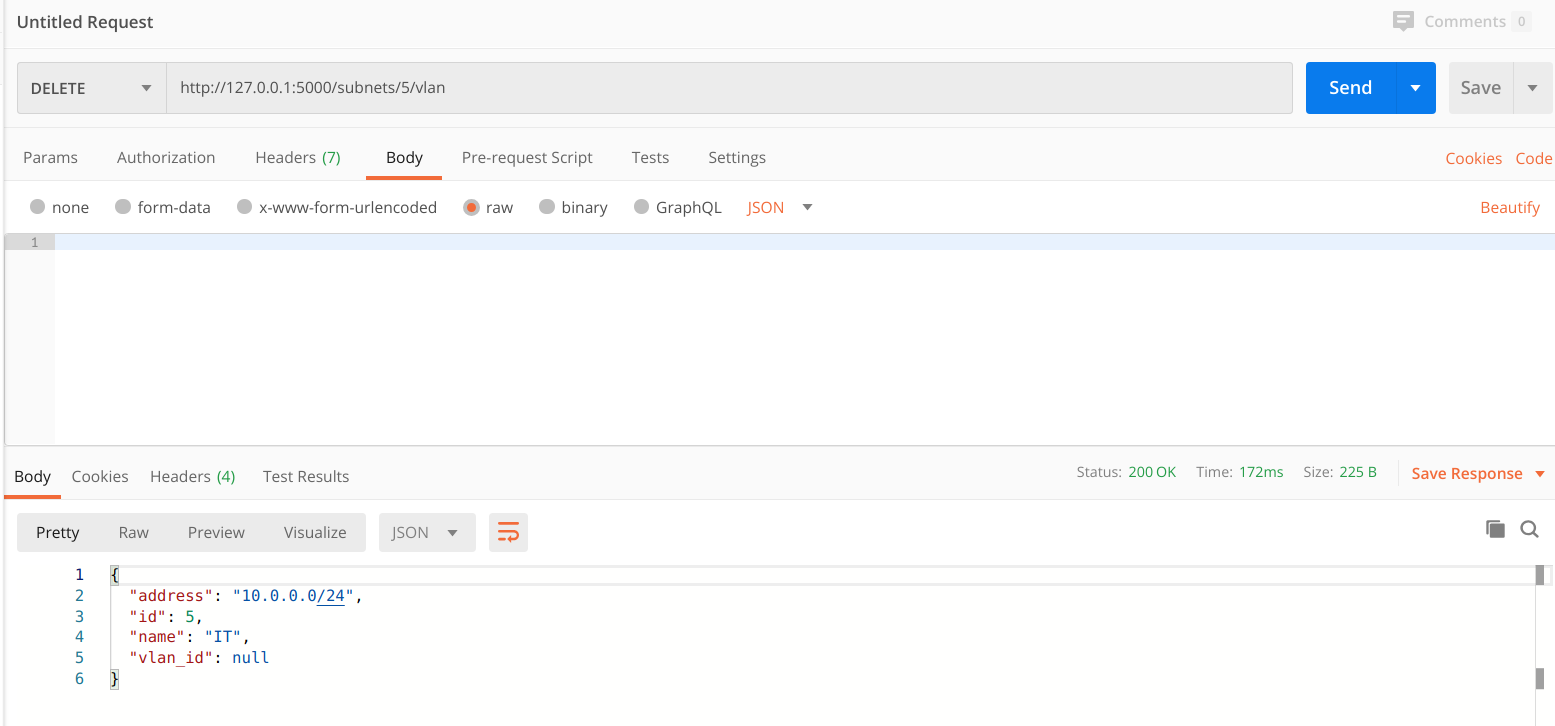 Untitled Request
Comments 0
DELETE http://127.0.0.1:5000/subnets/5/vlan Send Save
Params Authorization Headers (7) Body Pre-request Script Tests Settings Cookies Code
none form-data x-www-form-urlencoded raw binary GraphQL JSON Beautify
1
Body Cookies Headers (4) Test Results Status: 200 OK Time: 172ms Size: 225 B Save Response
Pretty Raw Preview Visualize JSON
1 {
2 "address": "10.0.0.0/24",
3 "id": 5,
4 "name": "IT",
5 "vlan_id": null
6 }